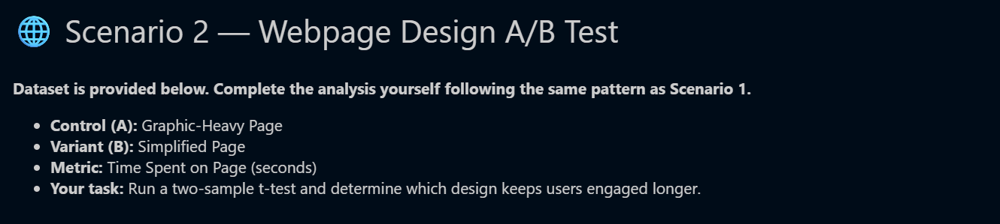 🌐 Scenario 2 — Webpage Design A/B Test
Dataset is provided below. Complete the analysis yourself following the same pattern as Scenario 1.
• Control (A): Graphic-Heavy Page
• Variant (B): Simplified Page
• Metric: Time Spent on Page (seconds)
• Your task: Run a two-sample t-test and determine which design keeps users engaged longer.